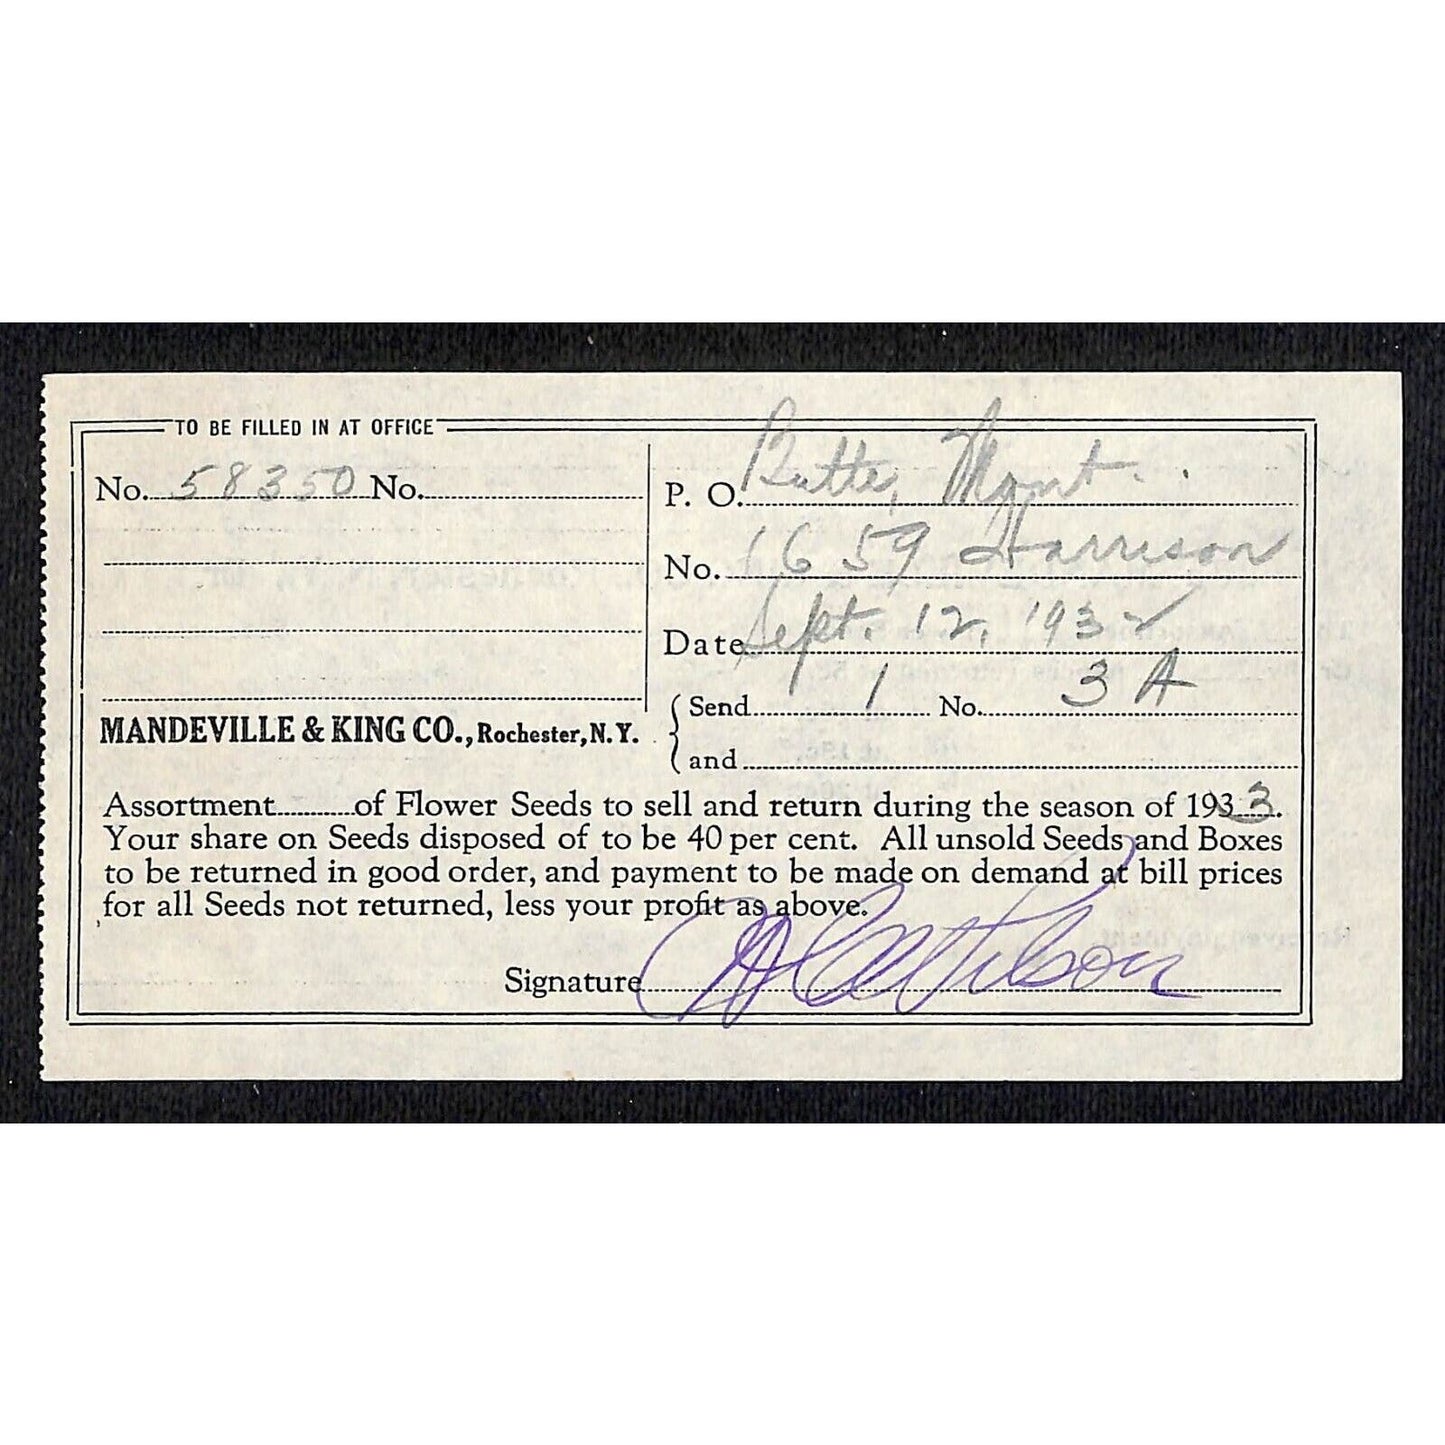 TO BE FILLED IN AT OFFICE
No. 58350 No.
P. O. Butte, Mont.
No. 1659 Harrison
Date Sept. 12, 1932
Send 1 No. 3 A
and
MANDEVILLE & KING CO., Rochester, N.Y.
Assortment of Flower Seeds to sell and return during the season of 1933.
Your share on Seeds disposed of to be 40 per cent. All unsold Seeds and Boxes
to be returned in good order, and payment to be made on demand at bill prices
for all Seeds not returned, less your profit as above.
Signature Wilson